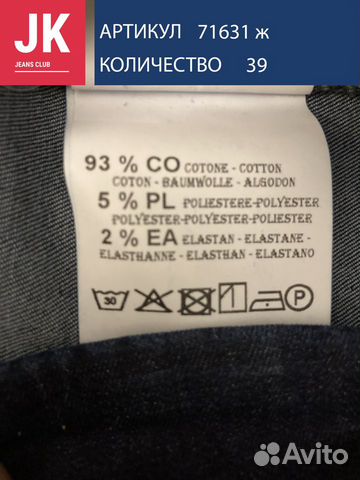 JK
JEANS CLUB
АРТИКУЛ 71631 ж
КОЛИЧЕСТВО 39
93 % CO COTONE - COTTON
COTON - BAUMWOLLE - ALGODON
5 % PL POLIESTERE-POLYESTER
POLYESTER-POLYESTER-POLIESTER
2 % EA ELASTAN - ELASTANE -
ELASTHANNE - ELASTHAN - ELASTANO
30 P
Avito